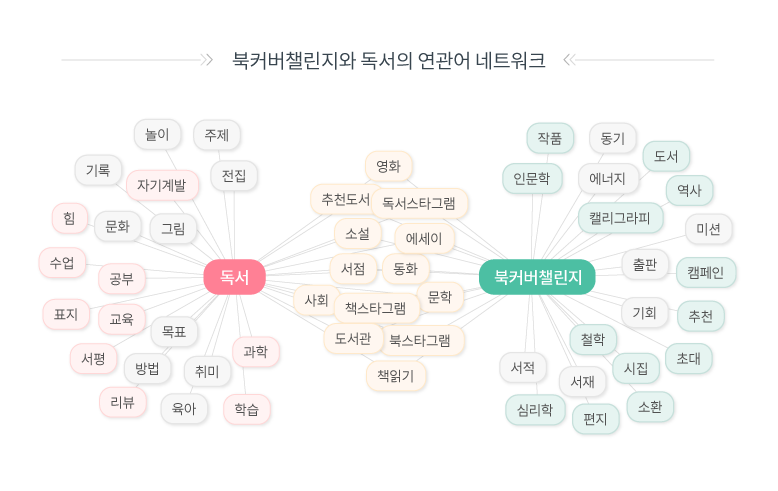 북커버챌린지와 독서의 연관어 네트워크
놀이
주제
기록
자기계발
전집
힘
문화
그림
수업
공부
독서
표지
교육
목표
서평
방법
취미
과학
리뷰
육아
학습
영화
추천도서
독서스타그램
소설
에세이
서점
동화
사회
책스타그램
문학
도서관
북스타그램
책읽기
작품
동기
도서
인문학
에너지
역사
캘리그라피
미션
출판
캠페인
북커버챌린지
기회
추천
철학
초대
서적
서재
시집
심리학
편지
소환